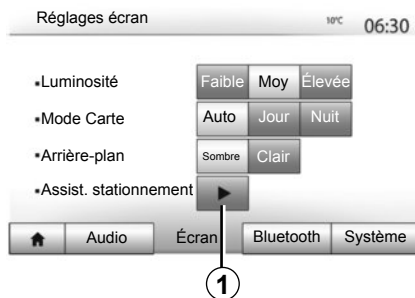 Réglages écran 10°C 06:30
▪Luminosité Faible Moy Élevée
▪Mode Carte Auto Jour Nuit
▪Arrière-plan Sombre Clair
▪Assist. stationnement
Audio Écran Bluetooth Système
1